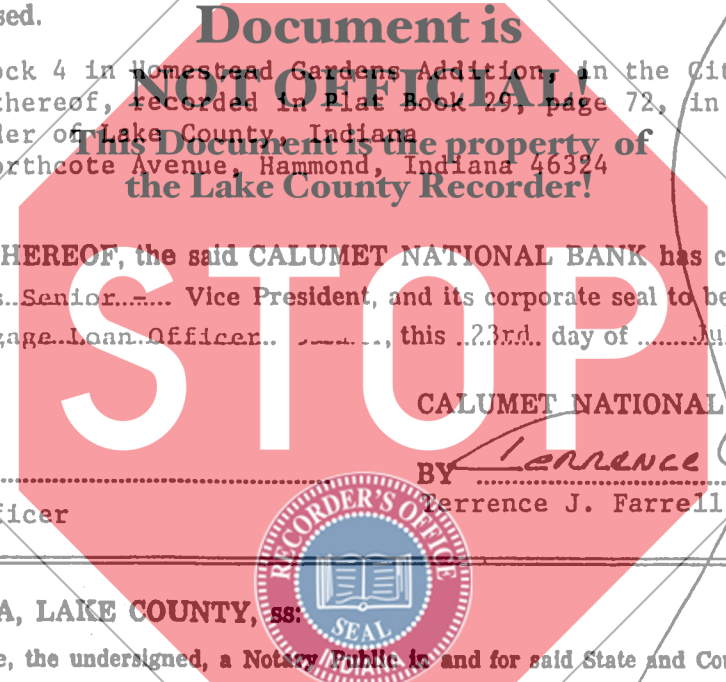 sed.
Document is
ock 4 in Homestead Gardens Addition, in the Cit
NOT OFFICIAL!
thereof, recorded in Plat Book 29, page 72, in
der of Lake County, Indiana
This Document is the property of
orthcote Avenue, Hammond, Indiana 46324
the Lake County Recorder!
HEREOF, the said CALUMET NATIONAL BANK has c
s Senior - Vice President, and its corporate seal to be
gage Loan Officer , this 23rd day of Ju
STOP
CALUMET NATIONAL
BY Terrence
Terrence J. Farrell
ficer
RECORDER'S OFFICE
SEAL
INDIANA
A, LAKE COUNTY, ss:
e, the undersigned, a Notary Public in and for said State and Cou